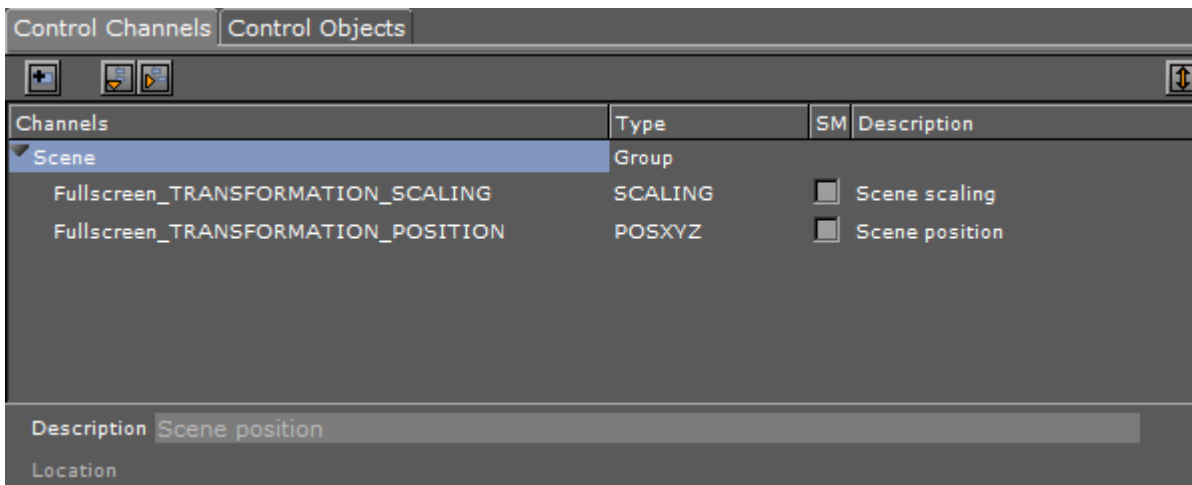 Control Channels Control Objects
Channels Type SM Description
Scene Group
Fullscreen_TRANSFORMATION_SCALING SCALING Scene scaling
Fullscreen_TRANSFORMATION_POSITION POSXYZ Scene position
Description Scene position
Location